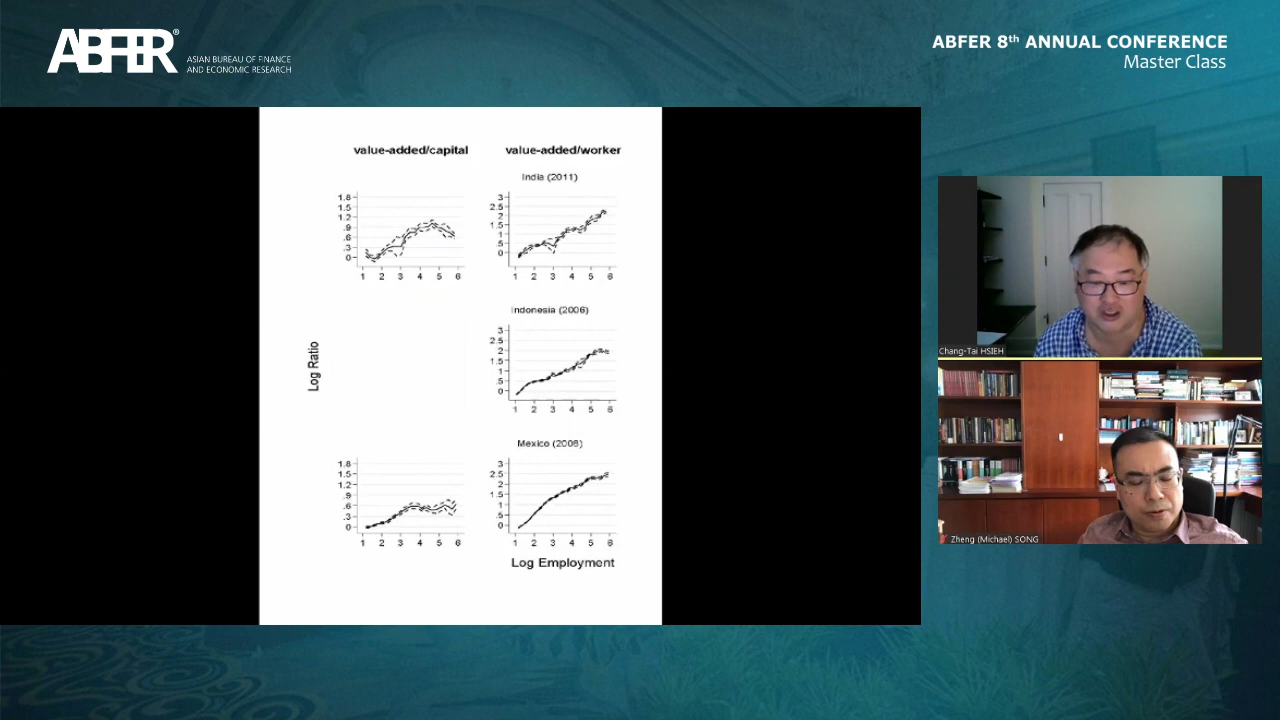 ABFER®
ASIAN BUREAU OF FINANCE
AND ECONOMIC RESEARCH
ABFER 8th ANNUAL CONFERENCE
Master Class
value-added/capital
value-added/worker
India (2011)
1.8
1.5
1.2
.9
.6
.3
0
1 2 3 4 5 6
3
2.5
2
1.5
1
.5
0
1 2 3 4 5 6
Indonesia (2006)
3
2.5
2
1.5
1
.5
0
1 2 3 4 5 6
Log Ratio
Mexico (2008)
1.8
1.5
1.2
.9
.6
.3
0
1 2 3 4 5 6
3
2.5
2
1.5
1
.5
0
1 2 3 4 5 6
Log Employment
Chang-Tai HSIEH
Zheng (Michael) SONG